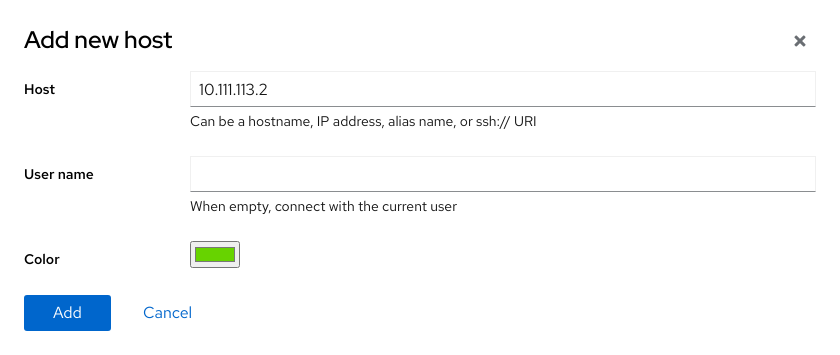 Add new host
Host
10.111.113.2
Can be a hostname, IP address, alias name, or ssh:// URI
User name
When empty, connect with the current user
Color
Add
Cancel